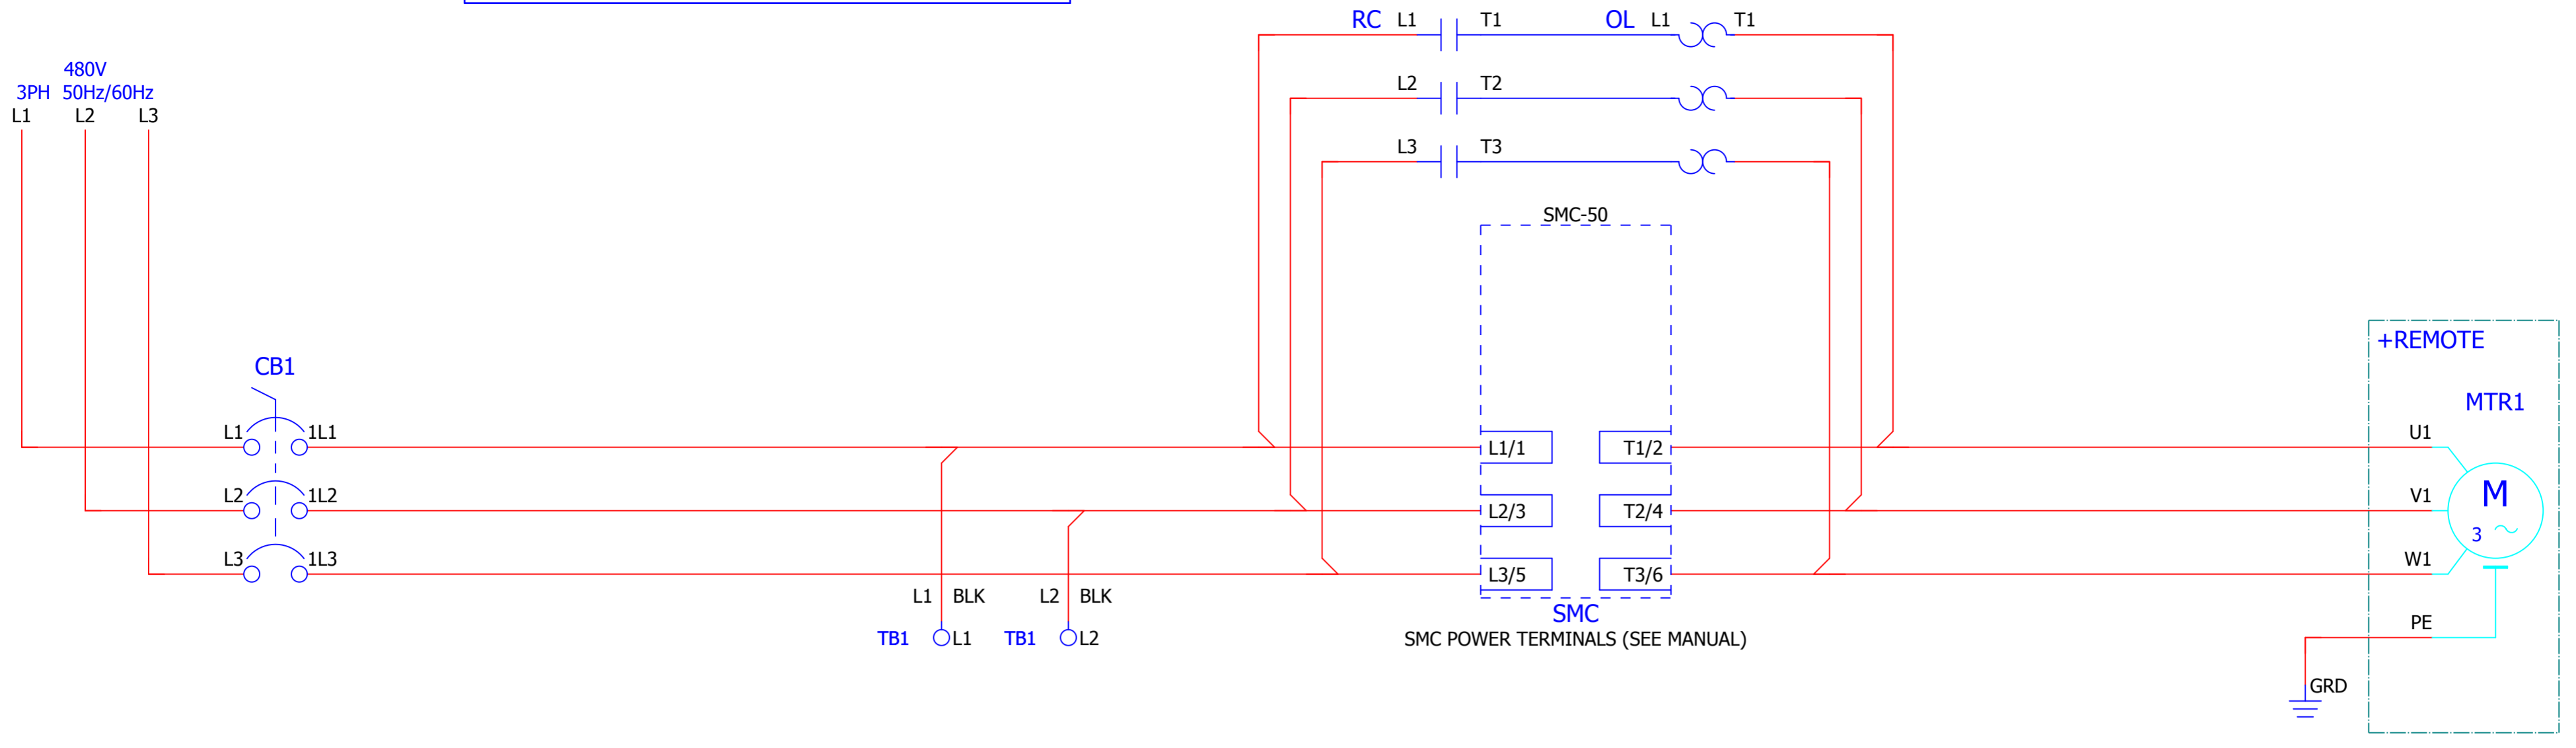 RC L1 T1 OL L1 T1
480V
3PH 50Hz/60Hz
L1 L2 L3
L2 T2
L3 T3
SMC-50
+REMOTE
CB1
MTR1
L1 1L1 L1/1 T1/2 U1
L2 1L2 L2/3 T2/4 V1
M
3
L3 1L3 L3/5 T3/6 W1
L1 BLK L2 BLK
SMC
PE
TB1 L1 TB1 L2
SMC POWER TERMINALS (SEE MANUAL)
GRD